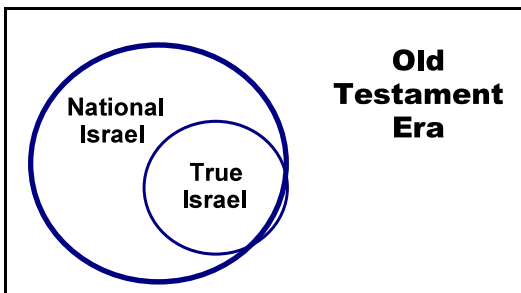 National
Israel
True
Israel
Old
Testament
Era